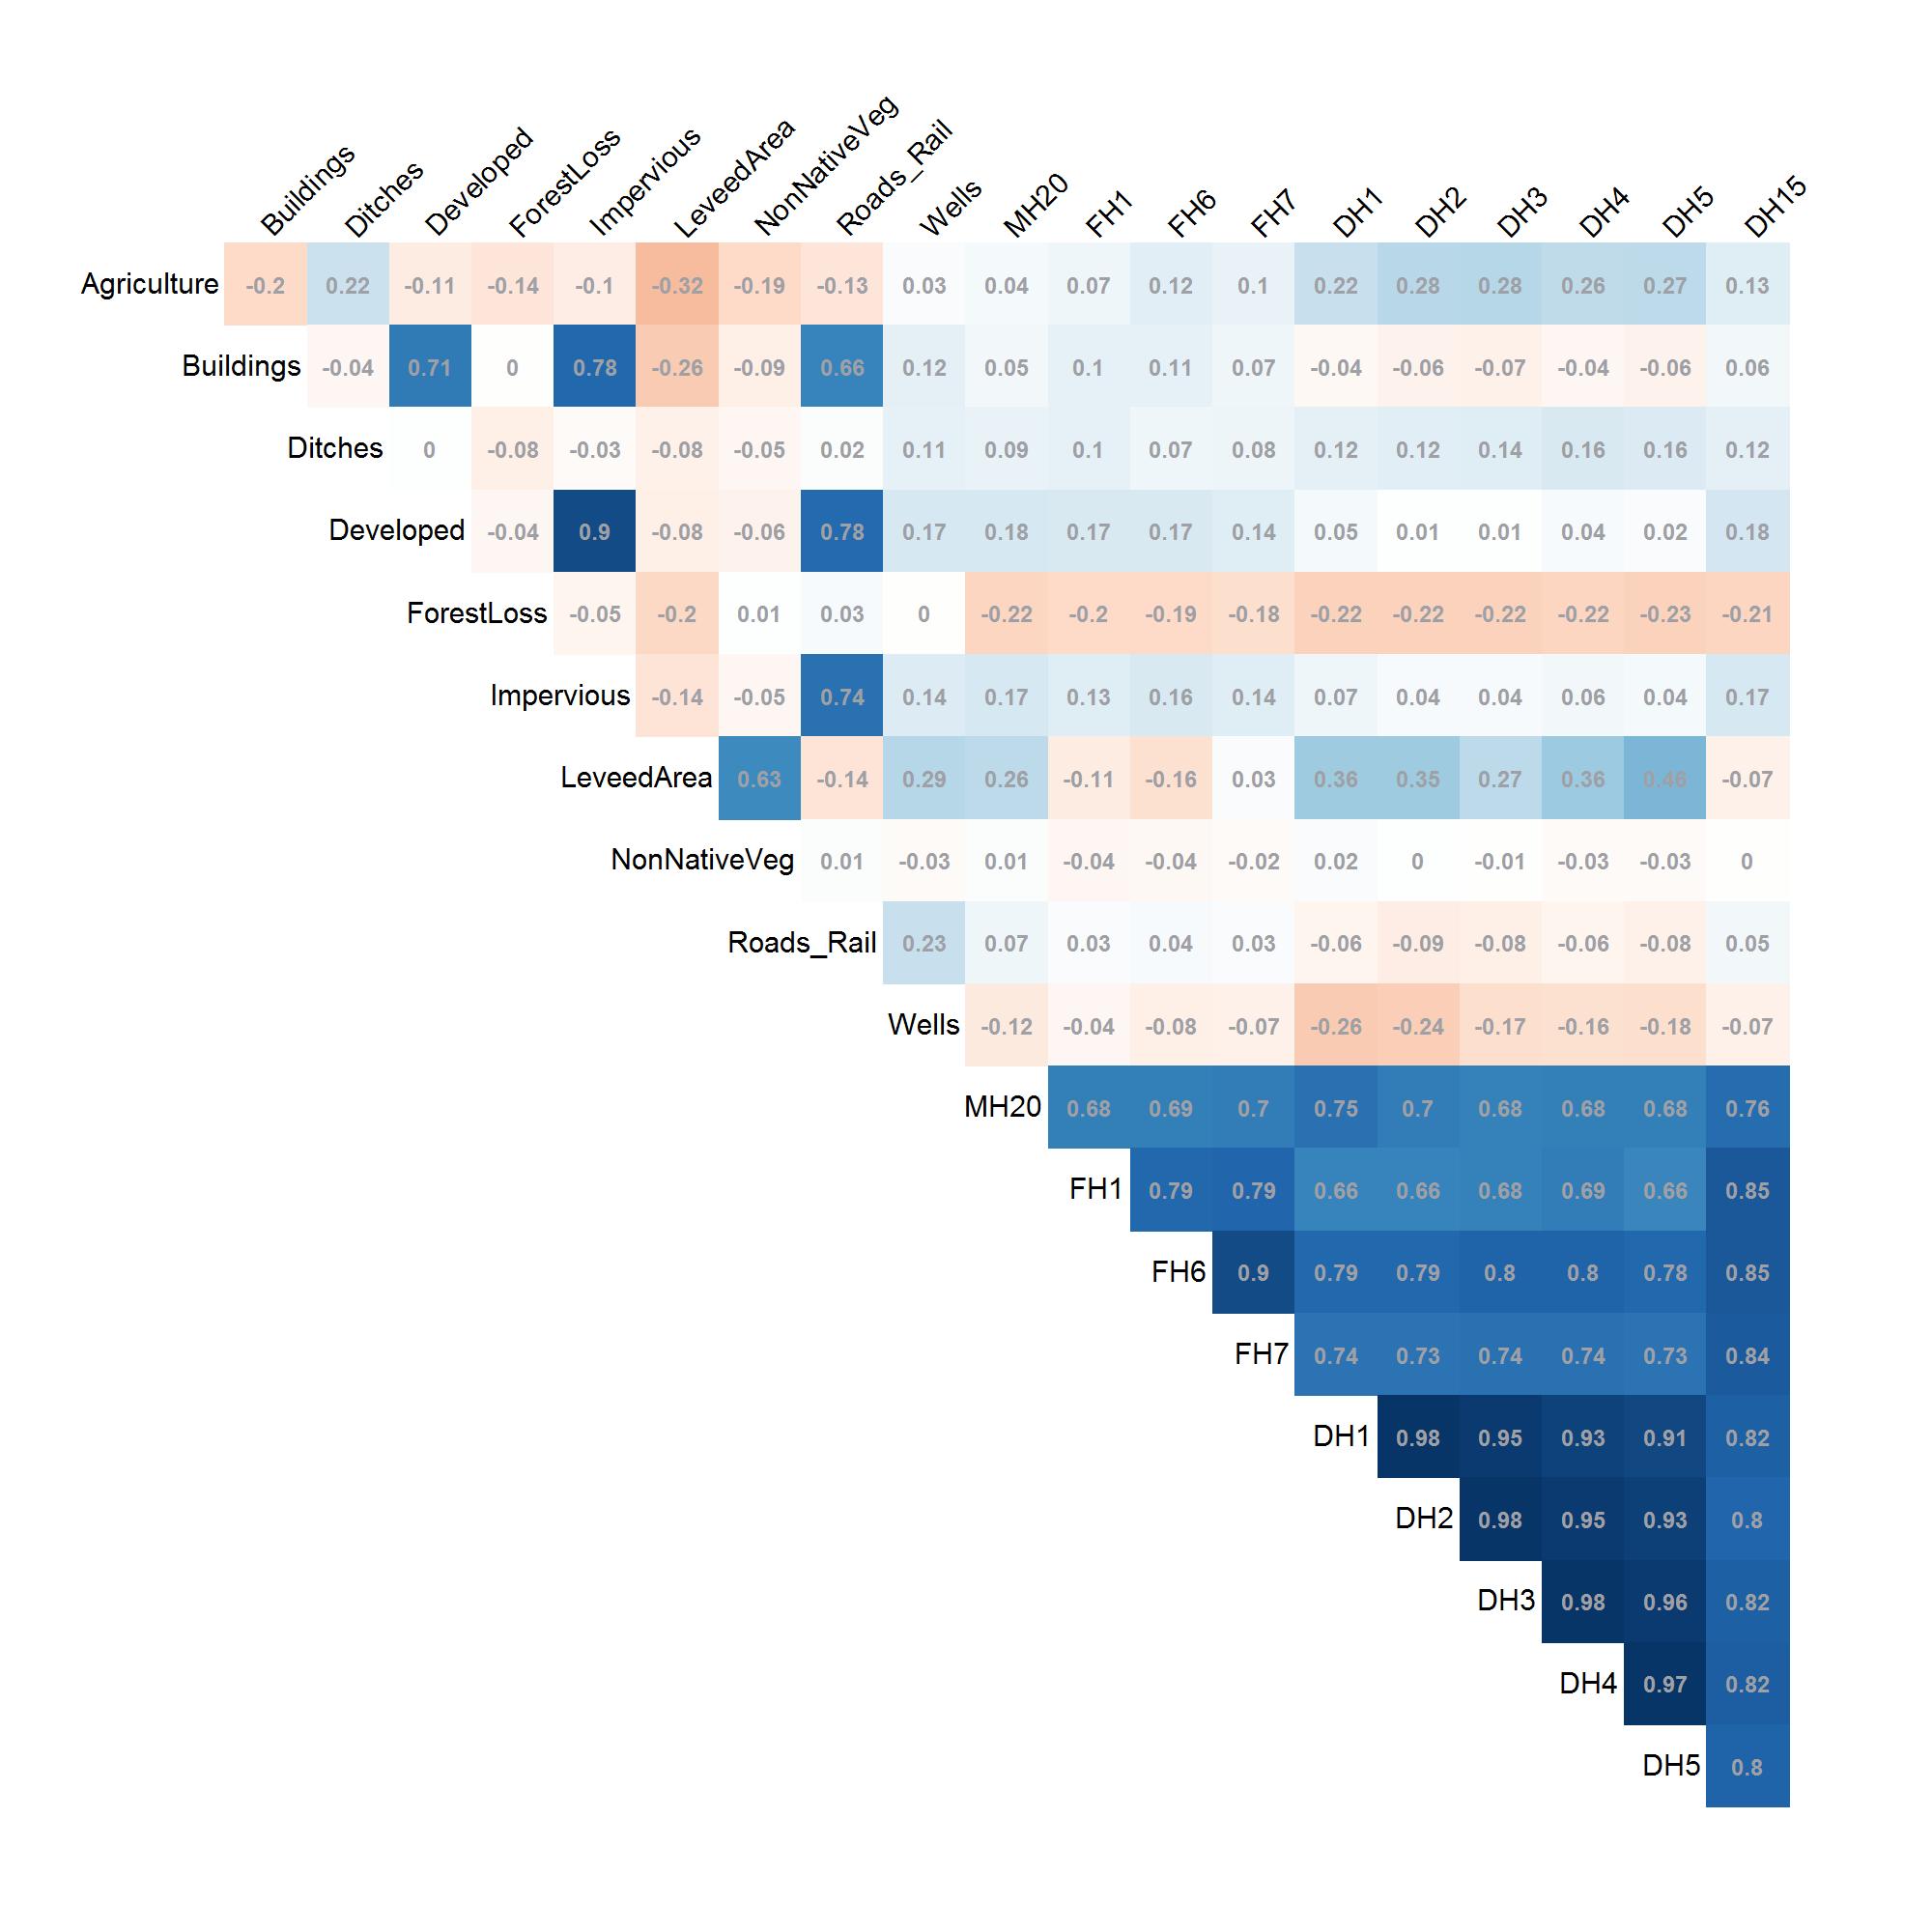 Buildings Ditches Developed ForestLoss Impervious LeveedArea NonNativeVeg Roads_Rail Wells MH20 FH1 FH6 FH7 DH1 DH2 DH3 DH4 DH5 DH15
Agriculture -0.2 0.22 -0.11 -0.14 -0.1 -0.32 -0.19 -0.13 0.03 0.04 0.07 0.12 0.1 0.22 0.28 0.28 0.26 0.27 0.13
Buildings -0.04 0.71 0 0.78 -0.26 -0.09 0.66 0.12 0.05 0.1 0.11 0.07 -0.04 -0.06 -0.07 -0.04 -0.06 0.06
Ditches 0 -0.08 -0.03 -0.08 -0.05 0.02 0.11 0.09 0.1 0.07 0.08 0.12 0.12 0.14 0.16 0.16 0.12
Developed -0.04 0.9 -0.08 -0.06 0.78 0.17 0.18 0.17 0.17 0.14 0.05 0.01 0.01 0.04 0.02 0.18
ForestLoss -0.05 -0.2 0.01 0.03 0 -0.22 -0.2 -0.19 -0.18 -0.22 -0.22 -0.22 -0.22 -0.23 -0.21
Impervious -0.14 -0.05 0.74 0.14 0.17 0.13 0.16 0.14 0.07 0.04 0.04 0.06 0.04 0.17
LeveedArea 0.63 -0.14 0.29 0.26 -0.11 -0.16 0.03 0.36 0.35 0.27 0.36 0.46 -0.07
NonNativeVeg 0.01 -0.03 0.01 -0.04 -0.04 -0.02 0.02 0 -0.01 -0.03 -0.03 0
Roads_Rail 0.23 0.07 0.03 0.04 0.03 -0.06 -0.09 -0.08 -0.06 -0.08 0.05
Wells -0.12 -0.04 -0.08 -0.07 -0.26 -0.24 -0.17 -0.16 -0.18 -0.07
MH20 0.68 0.69 0.7 0.75 0.7 0.68 0.68 0.68 0.76
FH1 0.79 0.79 0.66 0.66 0.68 0.69 0.66 0.85
FH6 0.9 0.79 0.79 0.8 0.8 0.78 0.85
FH7 0.74 0.73 0.74 0.74 0.73 0.84
DH1 0.98 0.95 0.93 0.91 0.82
DH2 0.98 0.95 0.93 0.8
DH3 0.98 0.96 0.82
DH4 0.97 0.82
DH5 0.8